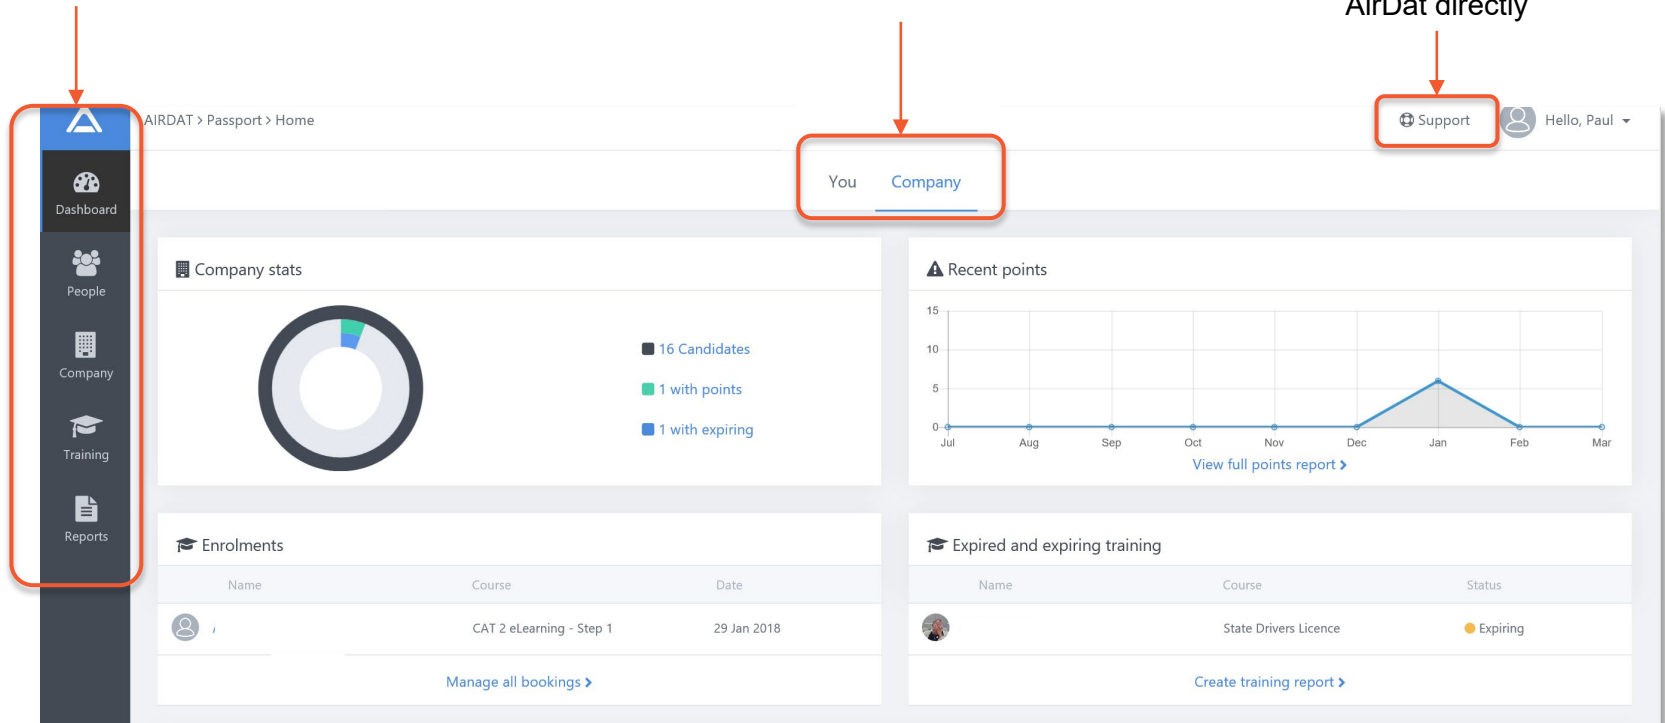 AirDat directly
AIRDAT > Passport > Home
Support
Hello, Paul
You
Company
Dashboard
People
Company
Training
Reports
Company stats
16 Candidates
1 with points
1 with expiring
Recent points
15
10
5
0
Jul Aug Sep Oct Nov Dec Jan Feb Mar
View full points report >
Enrolments
Name Course Date
CAT 2 eLearning - Step 1 29 Jan 2018
Manage all bookings >
Expired and expiring training
Name Course Status
State Drivers Licence Expiring
Create training report >